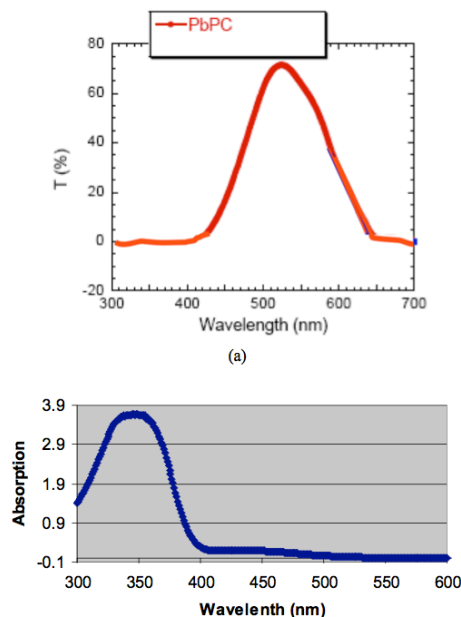 PbPC
80
60
40
20
0
-20
T (%)
300 400 500 600 700
Wavelength (nm)
(a)
3.9
2.9
1.9
0.9
-0.1
Absorption
300 350 400 450 500 550 600
Wavelenth (nm)